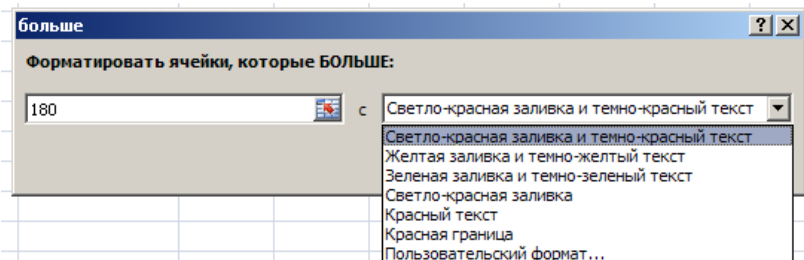 больше
Форматировать ячейки, которые БОЛЬШЕ:
180 с Светло-красная заливка и темно-красный текст
Светло-красная заливка и темно-красный текст
Желтая заливка и темно-желтый текст
Зеленая заливка и темно-зеленый текст
Светло-красная заливка
Красный текст
Красная граница
Пользовательский формат...